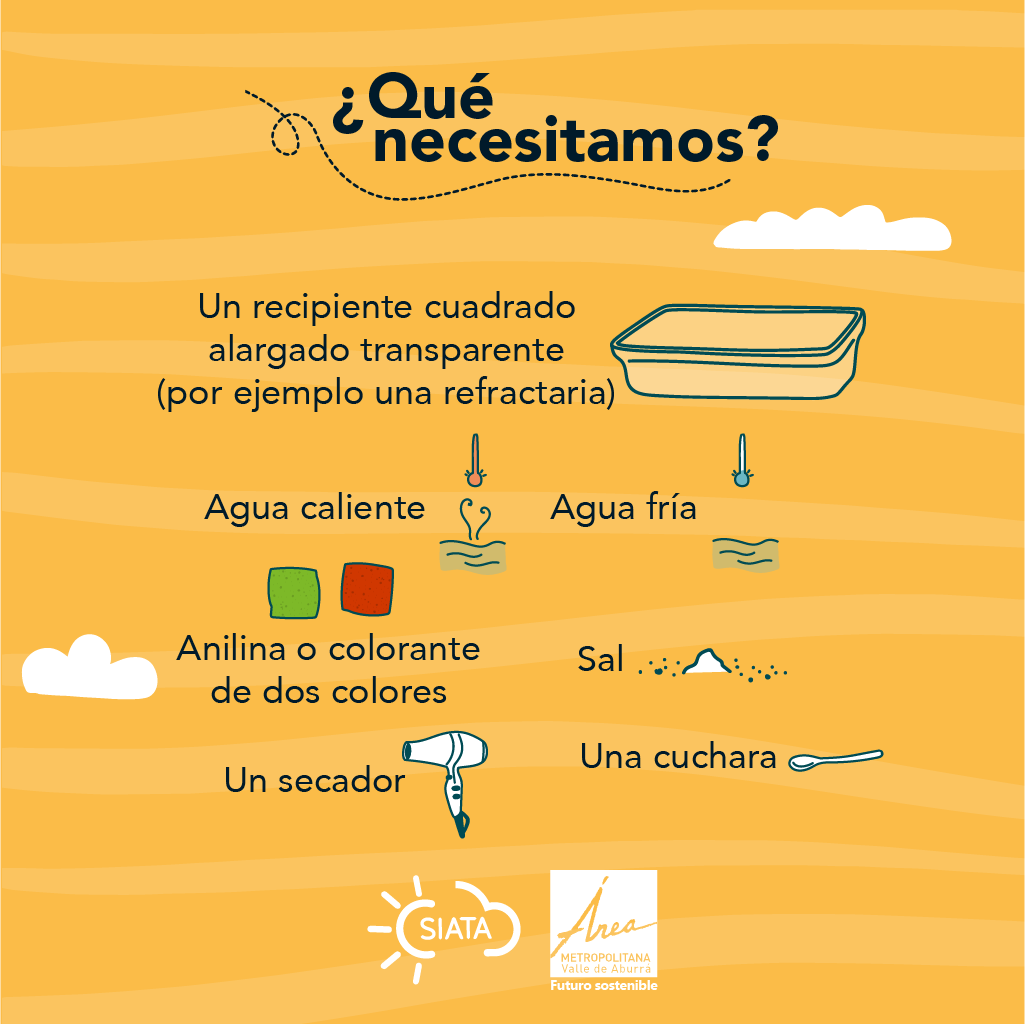 ¿Qué
necesitamos?
Un recipiente cuadrado
alargado transparente
(por ejemplo una refractaria)
Agua caliente
Agua fría
Anilina o colorante
de dos colores
Sal
Un secador
Una cuchara
SIATA
Área
METROPOLITANA
Valle de Aburrá
Futuro sostenible